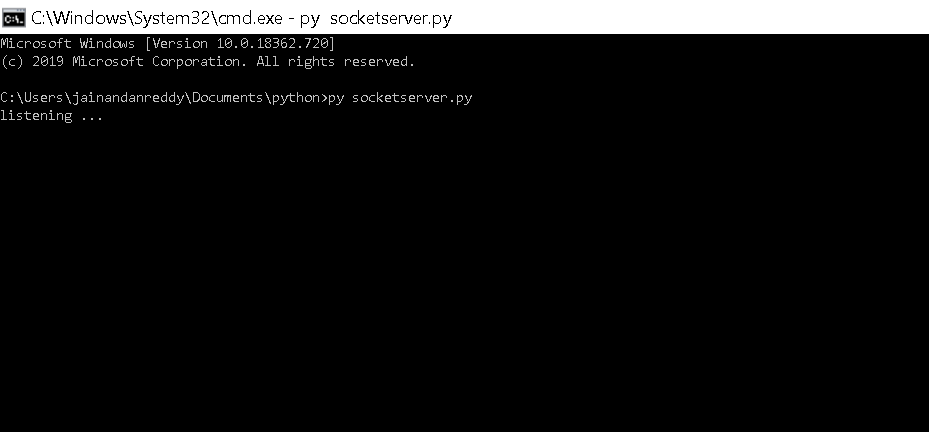 C:\Windows\System32\cmd.exe - py  socketserver.py
Microsoft Windows [Version 10.0.18362.720]
(c) 2019 Microsoft Corporation. All rights reserved.
C:\Users\jainandanreddy\Documents\python>py socketserver.py
listening ...